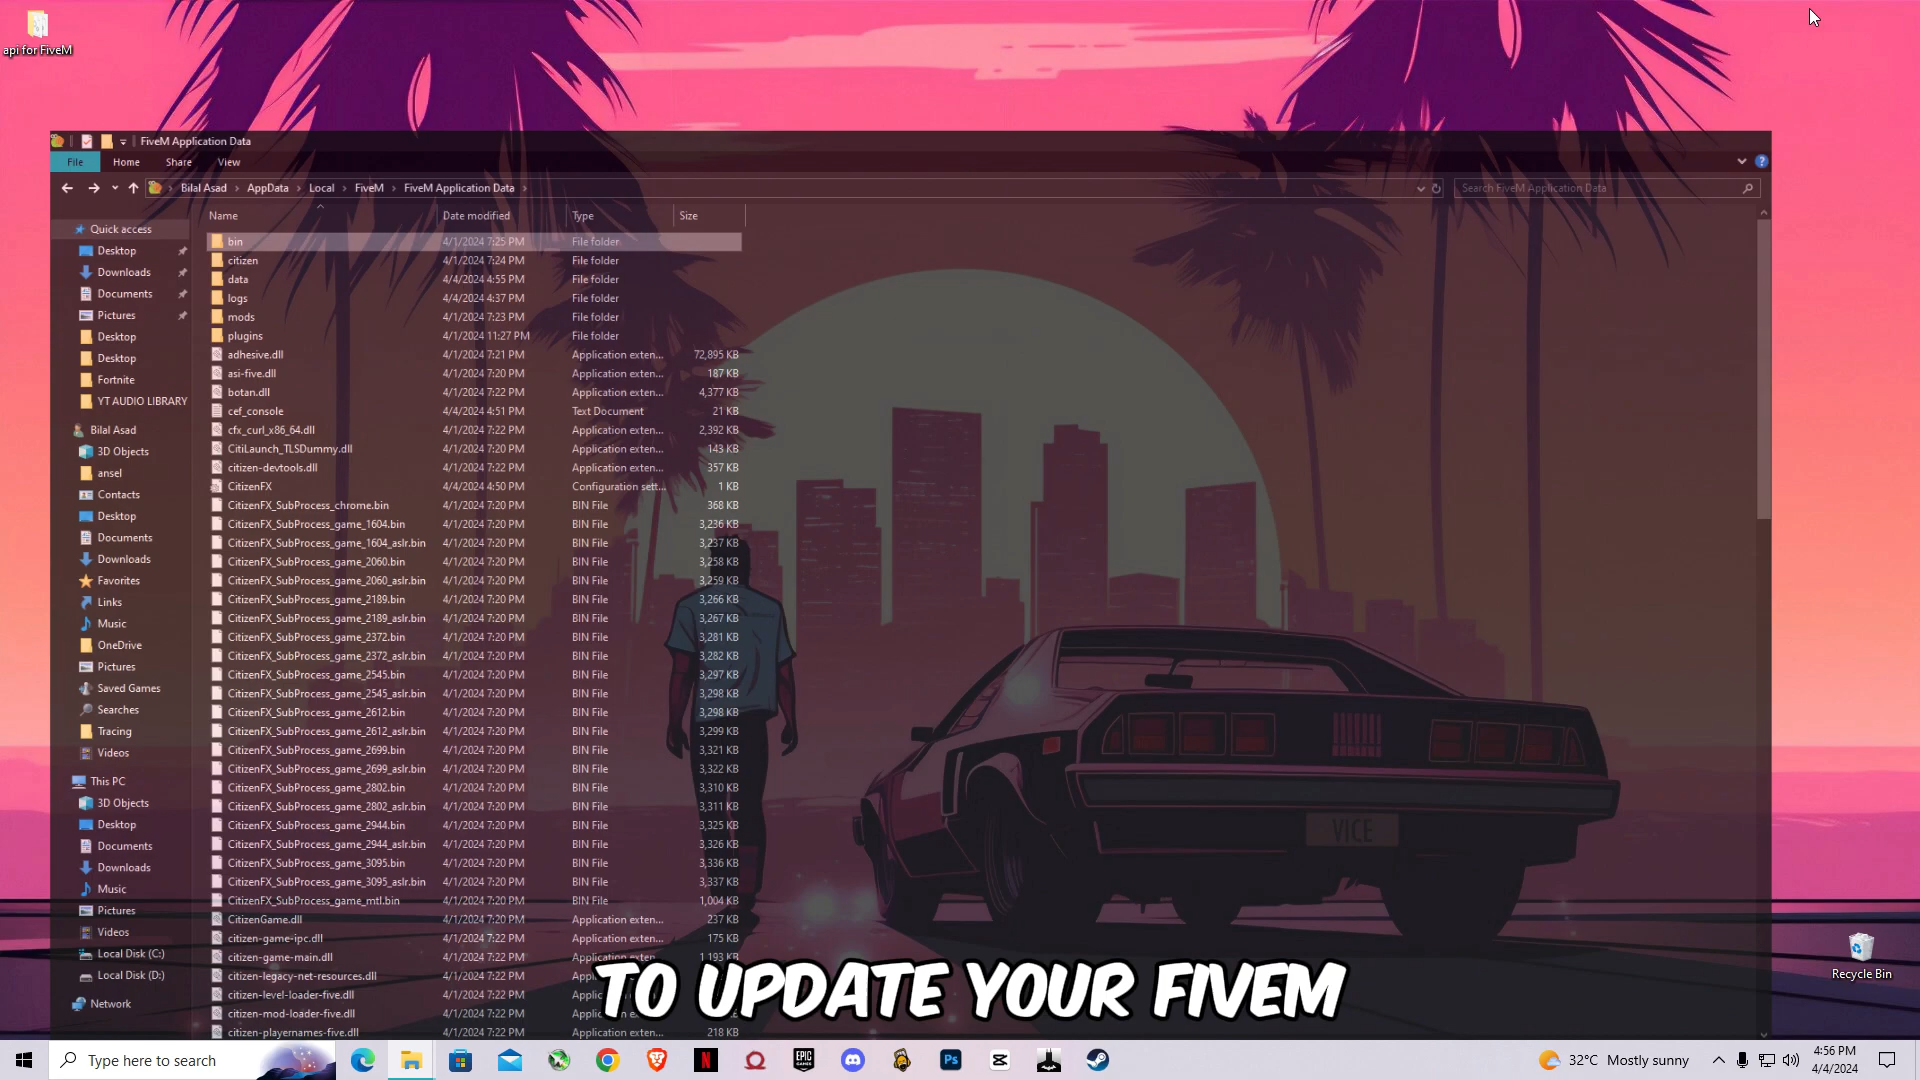 api for FiveM
FiveM Application Data
File Home Share View
Bilal Asad AppData Local FiveM FiveM Application Data
Search FiveM Application Data
Name Date modified Type Size
Quick access
Desktop
Downloads
Documents
Pictures
Desktop
Desktop
Fortnite
YT AUDIO LIBRARY
Bilal Asad
3D Objects
ansel
Contacts
Desktop
Documents
Downloads
Favorites
Links
Music
OneDrive
Pictures
Saved Games
Searches
Tracing
Videos
This PC
3D Objects
Desktop
Documents
Downloads
Music
Pictures
Videos
Local Disk (C:)
Local Disk (D:)
Network
bin 4/1/2024 7:25 PM File folder
citizen 4/1/2024 7:24 PM File folder
data 4/4/2024 4:55 PM File folder
logs 4/4/2024 4:37 PM File folder
mods 4/1/2024 7:23 PM File folder
plugins 4/1/2024 11:27 PM File folder
adhesive.dll 4/1/2024 7:21 PM Application exten... 72,895 KB
asi-five.dll 4/1/2024 7:20 PM Application exten... 187 KB
botan.dll 4/1/2024 7:22 PM Application exten... 4,377 KB
cef_console 4/4/2024 4:51 PM Text Document 21 KB
cfx_curl_x86_64.dll 4/1/2024 7:22 PM Application exten... 2,392 KB
CitiLaunch_TLSDummy.dll 4/1/2024 7:20 PM Application exten... 143 KB
citizen-devtools.dll 4/1/2024 7:22 PM Application exten... 357 KB
CitizenFX 4/4/2024 4:50 PM Configuration sett... 1 KB
CitizenFX_SubProcess_chrome.bin 4/1/2024 7:20 PM BIN File 368 KB
CitizenFX_SubProcess_game_1604.bin 4/1/2024 7:20 PM BIN File 3,236 KB
CitizenFX_SubProcess_game_1604_aslr.bin 4/1/2024 7:20 PM BIN File 3,237 KB
CitizenFX_SubProcess_game_2060.bin 4/1/2024 7:20 PM BIN File 3,258 KB
CitizenFX_SubProcess_game_2060_aslr.bin 4/1/2024 7:20 PM BIN File 3,259 KB
CitizenFX_SubProcess_game_2189.bin 4/1/2024 7:20 PM BIN File 3,266 KB
CitizenFX_SubProcess_game_2189_aslr.bin 4/1/2024 7:20 PM BIN File 3,267 KB
CitizenFX_SubProcess_game_2372.bin 4/1/2024 7:20 PM BIN File 3,281 KB
CitizenFX_SubProcess_game_2372_aslr.bin 4/1/2024 7:20 PM BIN File 3,282 KB
CitizenFX_SubProcess_game_2545.bin 4/1/2024 7:20 PM BIN File 3,297 KB
CitizenFX_SubProcess_game_2545_aslr.bin 4/1/2024 7:20 PM BIN File 3,298 KB
CitizenFX_SubProcess_game_2612.bin 4/1/2024 7:20 PM BIN File 3,298 KB
CitizenFX_SubProcess_game_2612_aslr.bin 4/1/2024 7:20 PM BIN File 3,299 KB
CitizenFX_SubProcess_game_2699.bin 4/1/2024 7:20 PM BIN File 3,321 KB
CitizenFX_SubProcess_game_2699_aslr.bin 4/1/2024 7:20 PM BIN File 3,322 KB
CitizenFX_SubProcess_game_2802.bin 4/1/2024 7:20 PM BIN File 3,310 KB
CitizenFX_SubProcess_game_2802_aslr.bin 4/1/2024 7:20 PM BIN File 3,311 KB
CitizenFX_SubProcess_game_2944.bin 4/1/2024 7:20 PM BIN File 3,325 KB
CitizenFX_SubProcess_game_2944_aslr.bin 4/1/2024 7:20 PM BIN File 3,326 KB
CitizenFX_SubProcess_game_3095.bin 4/1/2024 7:20 PM BIN File 3,336 KB
CitizenFX_SubProcess_game_3095_aslr.bin 4/1/2024 7:20 PM BIN File 3,337 KB
CitizenFX_SubProcess_game_mtl.bin 4/1/2024 7:20 PM BIN File 1,004 KB
CitizenGame.dll 4/1/2024 7:20 PM Application exten... 237 KB
citizen-game-ipc.dll 4/1/2024 7:22 PM Application exten... 175 KB
citizen-game-main.dll 4/1/2024 7:22 PM Application exten... 1,193 KB
citizen-legacy-net-resources.dll 4/1/2024 7:22 PM
citizen-level-loader-five.dll 4/1/2024 7:22 PM
citizen-mod-loader-five.dll 4/1/2024 7:22 PM
citizen-playernames-five.dll 4/1/2024 7:22 PM Application exten... 218 KB
VICE
TO UPDATE YOUR FIVEM
Recycle Bin
Type here to search
N
EPIC GAMES
Ps
32°C Mostly sunny
4:56 PM
4/4/2024